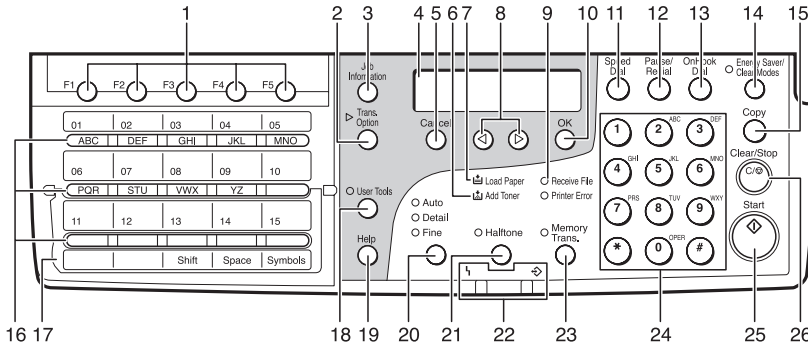 1 2 3 4 5 6 7 8 9 10 11 12 13 14 15
F1 F2 F3 F4 F5
Job Information
Trans. Option
Cancel
OK
Speed Dial
Pause/ Redial
OnHook Dial
Energy Saver/ Clear Modes
Copy
Clear/Stop
C/
Start
01 02 03 04 05
ABC DEF GHI JKL MNO
06 07 08 09 10
PQR STU VWX YZ
11 12 13 14 15
Shift Space Symbols
User Tools
Help
Load Paper
Add Toner
Receive File
Printer Error
Auto
Detail
Fine
Halftone
Memory Trans.
1 2 ABC 3 DEF
4 GHI 5 JKL 6 MNO
7 PRS 8 TUV 9 WXY
* 0 OPER #
16 17 18 19 20 21 22 23 24 25 26